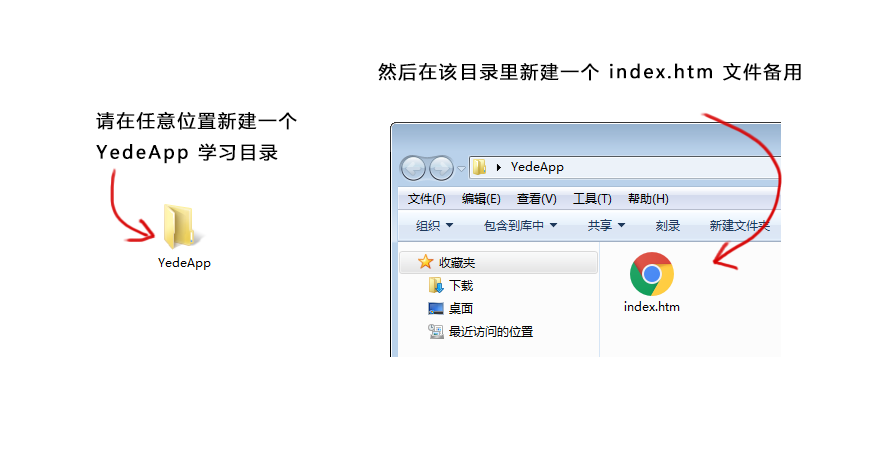 请在任意位置新建一个
YedeApp 学习目录
YedeApp
然后在该目录里新建一个 index.htm 文件备用
YedeApp
文件(F) 编辑(E) 查看(V) 工具(T) 帮助(H)
组织 包含到库中 共享 刻录 新建文件夹
收藏夹
下载
桌面
最近访问的位置
index.htm